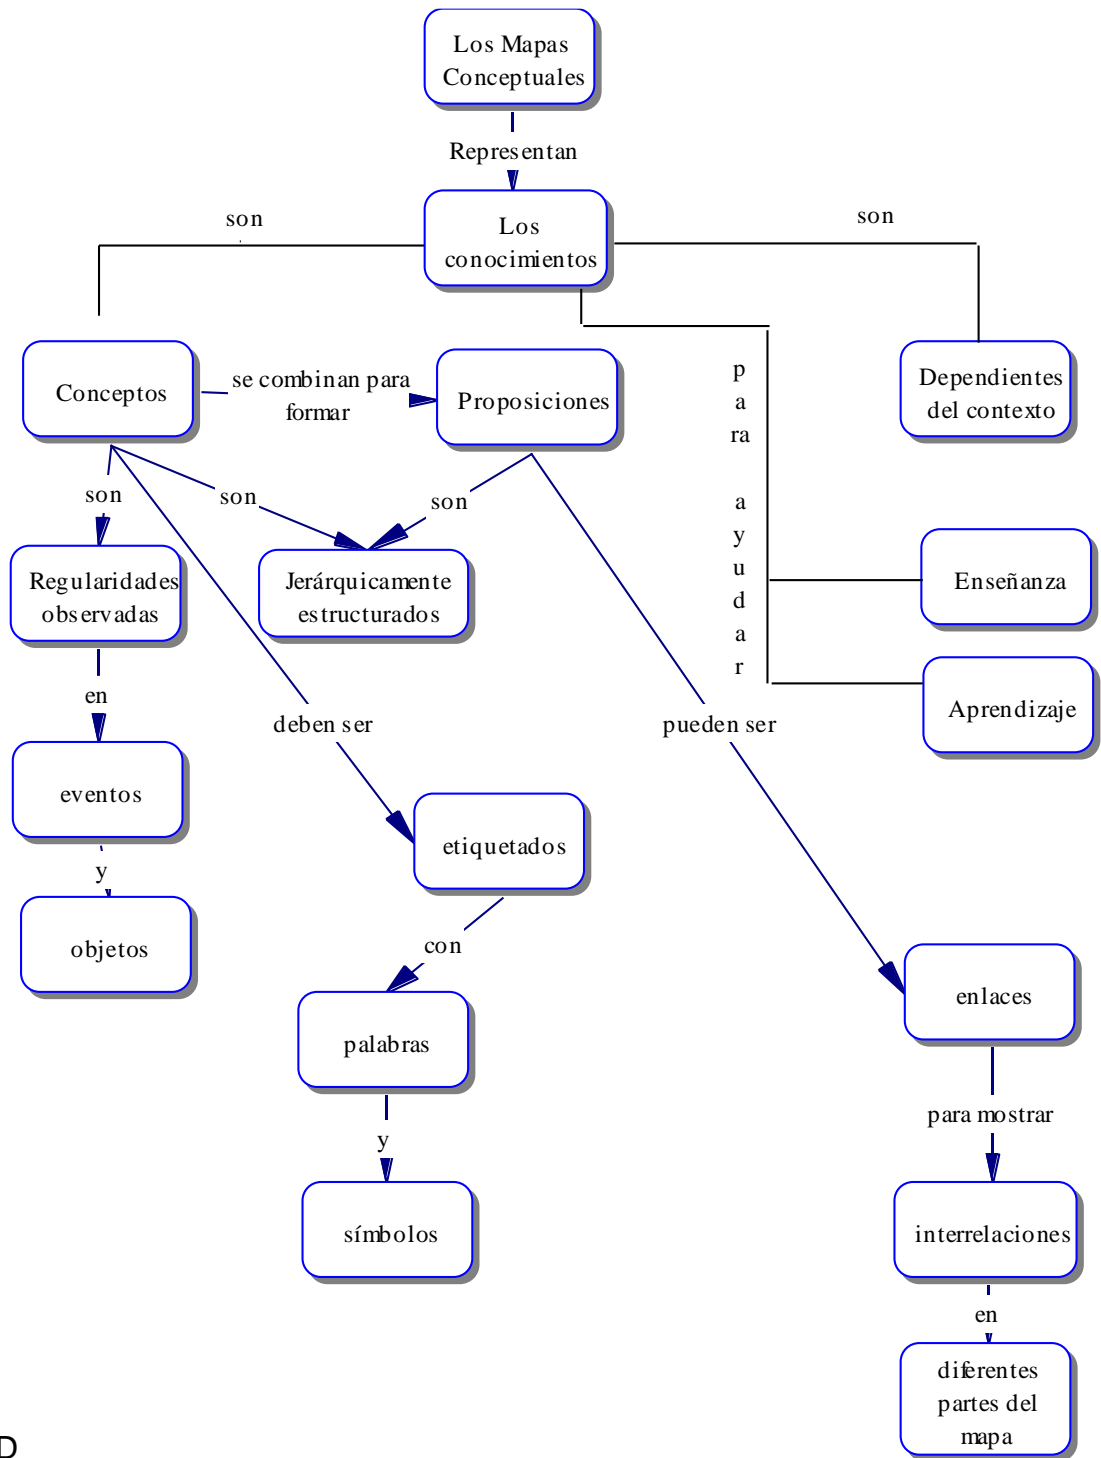 Los Mapas
Conceptuales
Representan
Los
conocimientos
son
son
Conceptos
se combinan para
formar
Proposiciones
para ayudar
Dependientes
del contexto
son
son
son
Regularidades
observadas
Jerárquicamente
estructurados
Enseñanza
Aprendizaje
en
deben ser
pueden ser
eventos
etiquetados
y
objetos
con
enlaces
palabras
para mostrar
y
símbolos
interrelaciones
en
diferentes
partes del
mapa
D